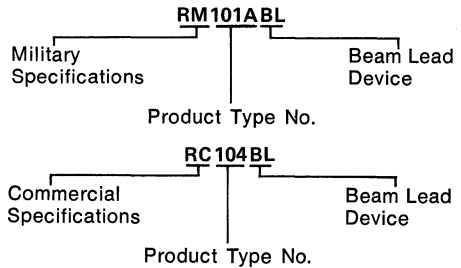 RM101ABL
Military
Specifications
Beam Lead
Device
Product Type No.
RC104BL
Commercial
Specifications
Beam Lead
Device
Product Type No.